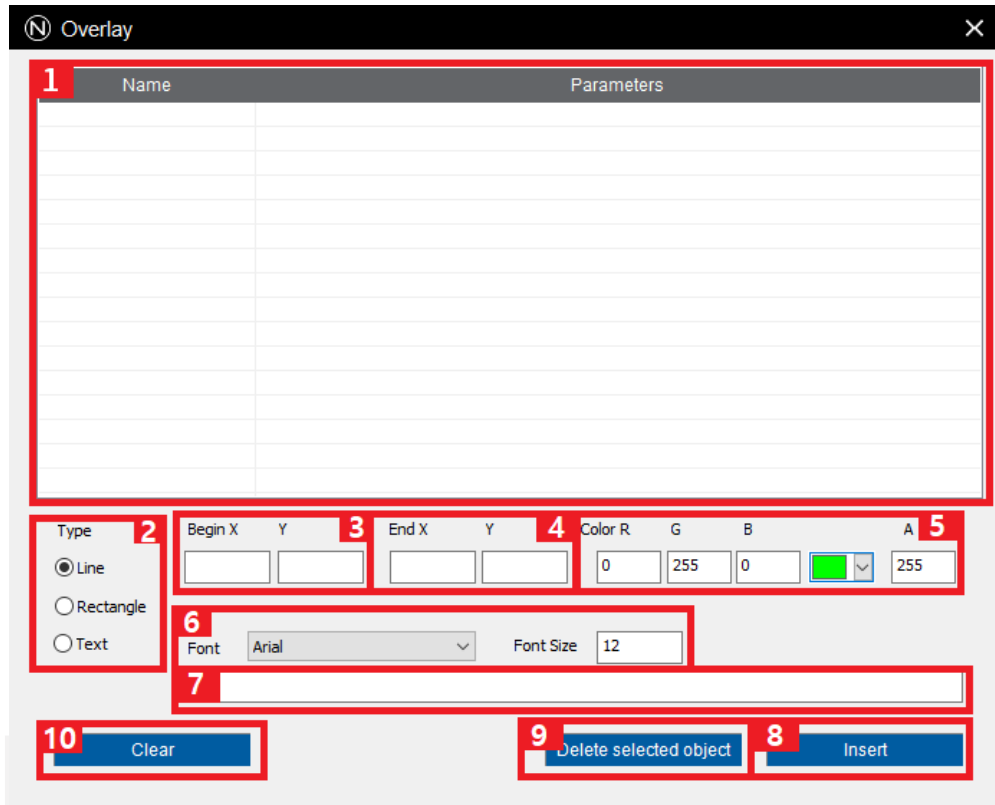 N Overlay
1 Name Parameters
Type 2 Begin X Y 3 End X Y 4 Color R G B A 5
Line 0 255 0 255
Rectangle
6
Text Font Arial Font Size 12
7
10 Clear 9 Delete selected object 8 Insert